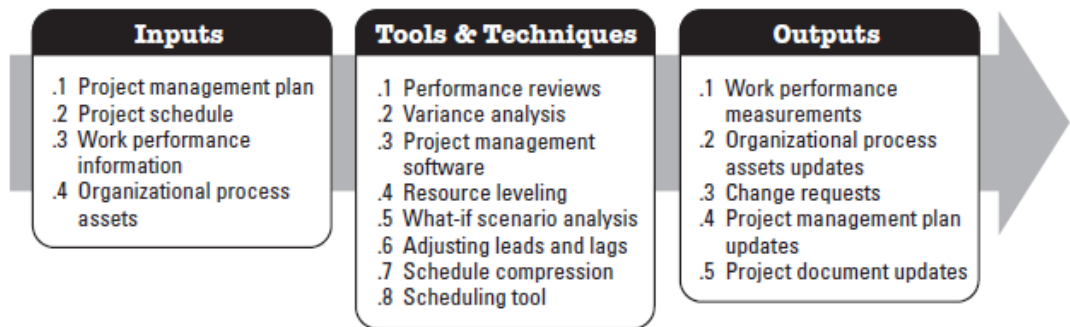 Inputs
.1 Project management plan
.2 Project schedule
.3 Work performance
information
.4 Organizational process
assets
Tools & Techniques
.1 Performance reviews
.2 Variance analysis
.3 Project management
software
.4 Resource leveling
.5 What-if scenario analysis
.6 Adjusting leads and lags
.7 Schedule compression
.8 Scheduling tool
Outputs
.1 Work performance
measurements
.2 Organizational process
assets updates
.3 Change requests
.4 Project management plan
updates
.5 Project document updates